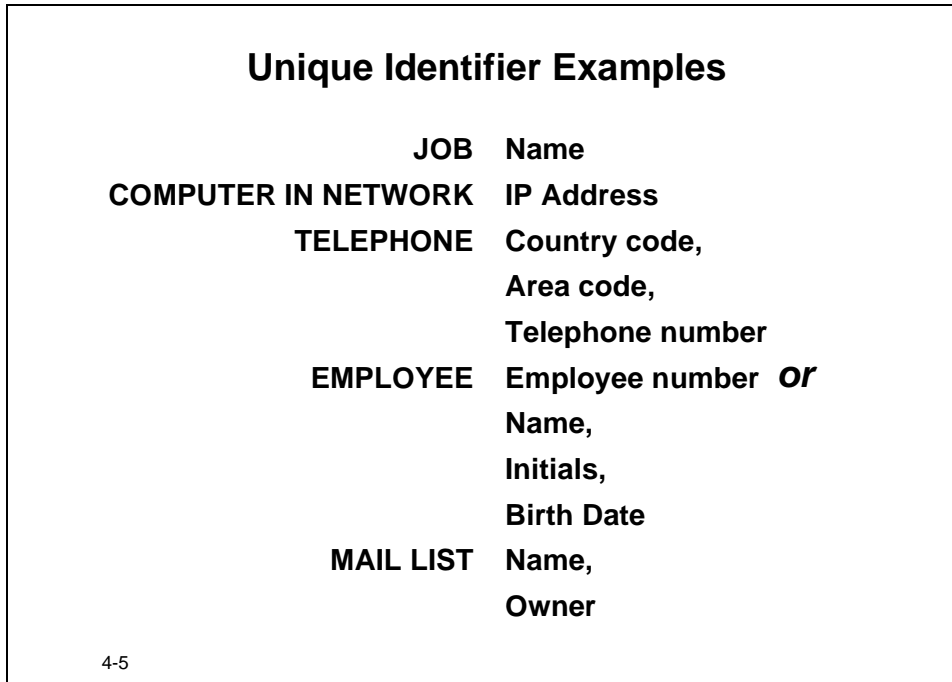 Unique Identifier Examples
JOB Name
COMPUTER IN NETWORK IP Address
TELEPHONE Country code,
Area code,
Telephone number
EMPLOYEE Employee number or
Name,
Initials,
Birth Date
MAIL LIST Name,
Owner
4-5